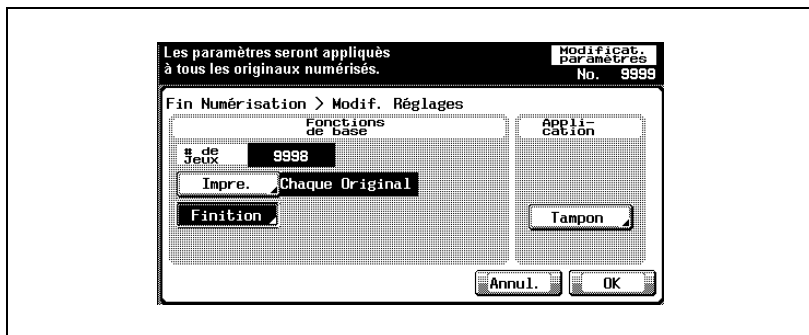 Les paramètres seront appliquès
à tous les originaux numérisés.
Modificat.
paramètres
No. 9999
Fin Numérisation > Modif. Réglages
Fonctions
de base
Appli-
cation
# de
Jeux
9998
Impre.
Chaque Original
Finition
Tampon
Annul.
OK